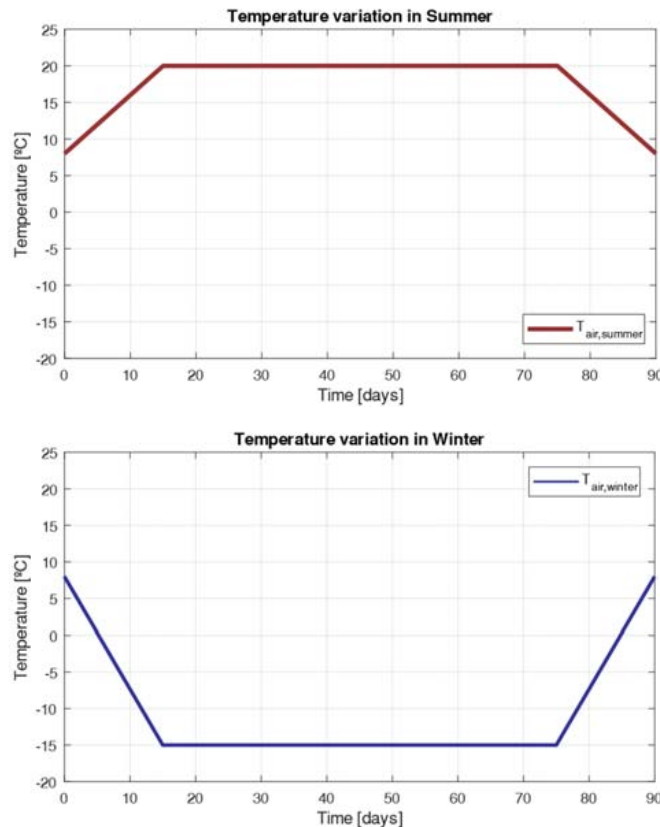 Temperature variation in Summer
25
20
15
10
5
0
-5
-10
-15
-20
Temperature [ºC]
T air,summer
0 10 20 30 40 50 60 70 80 90
Time [days]
Temperature variation in Winter
25
20
15
10
5
0
-5
-10
-15
-20
Temperature [ºC]
T air,winter
0 10 20 30 40 50 60 70 80 90
Time [days]